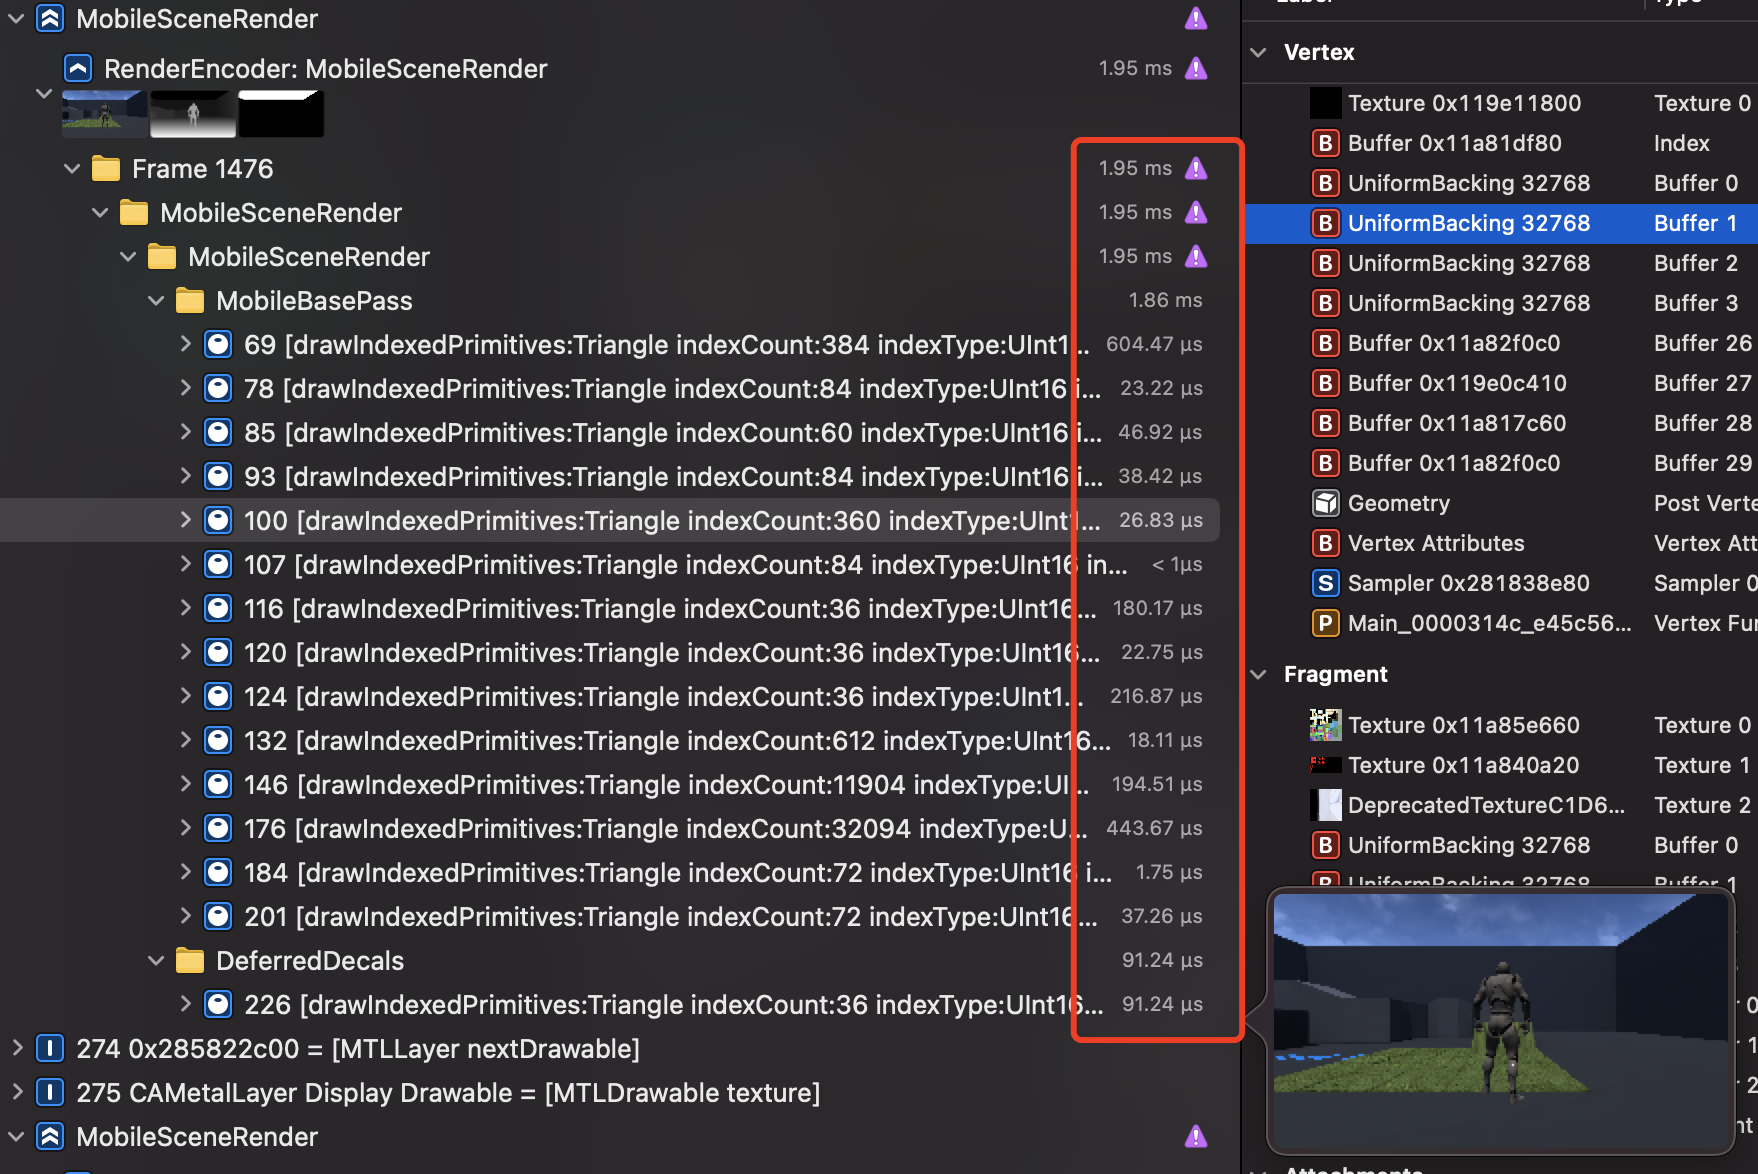 MobileSceneRender
RenderEncoder: MobileSceneRender 1.95 ms
Frame 1476 1.95 ms
MobileSceneRender 1.95 ms
MobileSceneRender 1.95 ms
MobileBasePass 1.86 ms
69 [drawIndexedPrimitives:Triangle indexCount:384 indexType:UInt1... 604.47 µs
78 [drawIndexedPrimitives:Triangle indexCount:84 indexType:UInt16 i... 23.22 µs
85 [drawIndexedPrimitives:Triangle indexCount:60 indexType:UInt16 i... 46.92 µs
93 [drawIndexedPrimitives:Triangle indexCount:84 indexType:UInt16 i... 38.42 µs
100 [drawIndexedPrimitives:Triangle indexCount:360 indexType:UInt1... 26.83 µs
107 [drawIndexedPrimitives:Triangle indexCount:84 indexType:UInt16 in... < 1µs
116 [drawIndexedPrimitives:Triangle indexCount:36 indexType:UInt16... 180.17 µs
120 [drawIndexedPrimitives:Triangle indexCount:36 indexType:UInt16... 22.75 µs
124 [drawIndexedPrimitives:Triangle indexCount:36 indexType:UInt1... 216.87 µs
132 [drawIndexedPrimitives:Triangle indexCount:612 indexType:UInt16... 18.11 µs
146 [drawIndexedPrimitives:Triangle indexCount:11904 indexType:UI... 194.51 µs
176 [drawIndexedPrimitives:Triangle indexCount:32094 indexType:U... 443.67 µs
184 [drawIndexedPrimitives:Triangle indexCount:72 indexType:UInt16 i... 1.75 µs
201 [drawIndexedPrimitives:Triangle indexCount:72 indexType:UInt16... 37.26 µs
DeferredDecals 91.24 µs
226 [drawIndexedPrimitives:Triangle indexCount:36 indexType:UInt16... 91.24 µs
274 0x285822c00 = [MTLLayer nextDrawable]
275 CAMetalLayer Display Drawable = [MTLDrawable texture]
MobileSceneRender
Vertex
Texture 0x119e11800 Texture 0
B Buffer 0x11a81df80 Index
B UniformBacking 32768 Buffer 0
B UniformBacking 32768 Buffer 1
B UniformBacking 32768 Buffer 2
B UniformBacking 32768 Buffer 3
B Buffer 0x11a82f0c0 Buffer 26
B Buffer 0x119e0c410 Buffer 27
B Buffer 0x11a817c60 Buffer 28
B Buffer 0x11a82f0c0 Buffer 29
Geometry Post Verte
B Vertex Attributes Vertex Att
S Sampler 0x281838e80 Sampler 0
P Main_0000314c_e45c56... Vertex Fu
Fragment
Texture 0x11a85e660 Texture 0
Texture 0x11a840a20 Texture 1
DeprecatedTextureC1D6... Texture 2
B UniformBacking 32768 Buffer 0
B UniformBacking 32768 Buffer 1